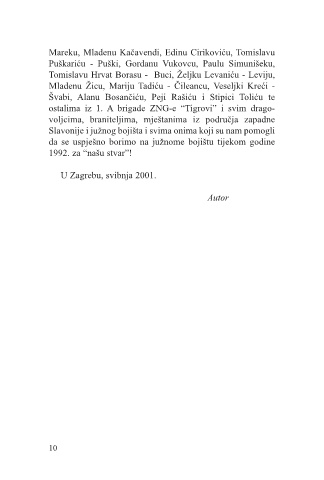 Mareku, Mladenu Kačavendi, Edinu Ćirikoviću, Tomislavu
Puškariću - Puški, Gordanu Vukovcu, Paulu Simunišeku,
Tomislavu Hrvat Borasu - Buci, Željku Levaniću - Leviju,
Mladenu Žicu, Mariju Tadiću - Čileancu, Veseljki Kreći -
Švabi, Alanu Bosančiću, Peji Rašiću i Stipici Toliću te
ostalima iz 1. A brigade ZNG-e “Tigrovi” i svim drago-
voljcima, braniteljima, mještanima iz područja zapadne
Slavonije i južnog bojišta i svima onima koji su nam pomogli
da se uspješno borimo na južnome bojištu tijekom godine
1992. za “našu stvar”!
U Zagrebu, svibnja 2001.
Autor
10